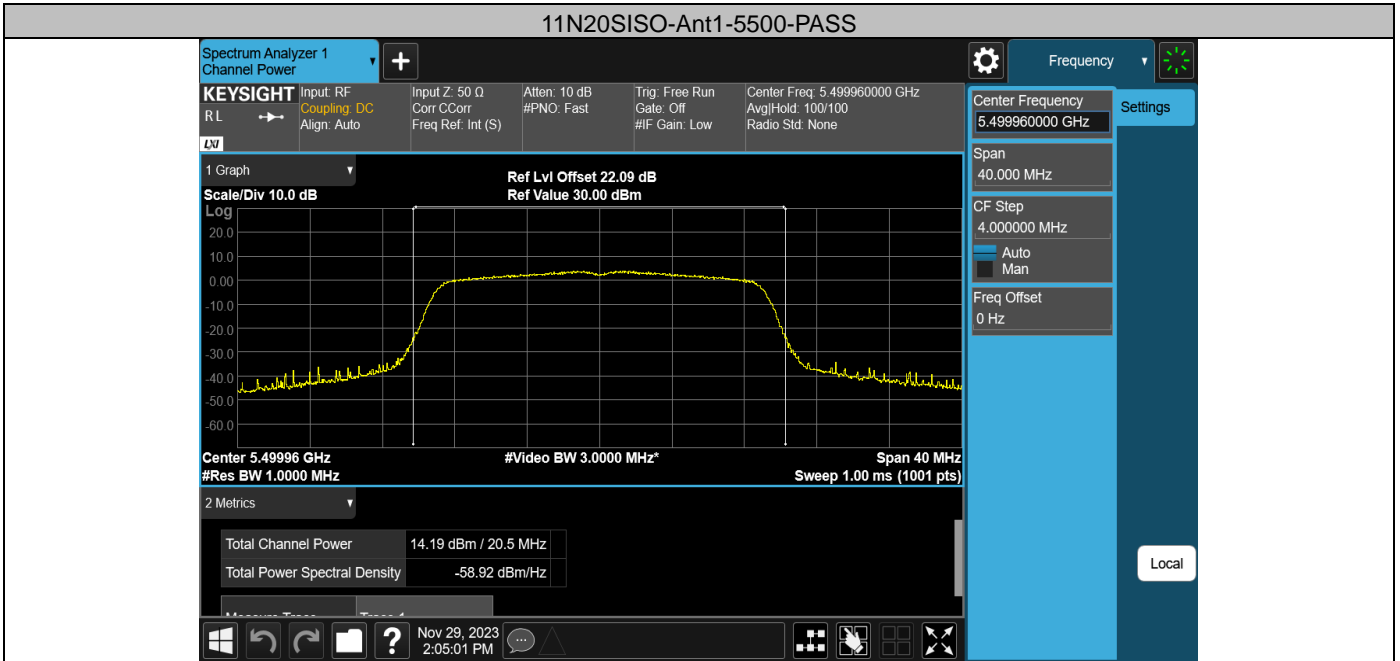 11N20SISO-Ant1-5500-PASS
Spectrum Analyzer 1
Channel Power
Frequency
KEYSIGHT
RL
LXI
Input: RF
Coupling: DC
Align: Auto
Input Z: 50 Ω
Corr CCorr
Freq Ref: Int (S)
Atten: 10 dB
#PNO: Fast
Trig: Free Run
Gate: Off
#IF Gain: Low
Center Freq: 5.499960000 GHz
Avg|Hold: 100/100
Radio Std: None
Center Frequency
5.499960000 GHz
Settings
Span
40.000 MHz
CF Step
4.000000 MHz
Auto
Man
Freq Offset
0 Hz
Local
1 Graph
Scale/Div 10.0 dB
Ref Lvl Offset 22.09 dB
Ref Value 30.00 dBm
Log
20.0
10.0
0.00
-10.0
-20.0
-30.0
-40.0
-50.0
-60.0
Center 5.49996 GHz
#Video BW 3.0000 MHz*
Span 40 MHz
#Res BW 1.0000 MHz
Sweep 1.00 ms (1001 pts)
2 Metrics
Total Channel Power 14.19 dBm / 20.5 MHz
Total Power Spectral Density -58.92 dBm/Hz
Measure Trace Trace 1
?
Nov 29, 2023
2:05:01 PM